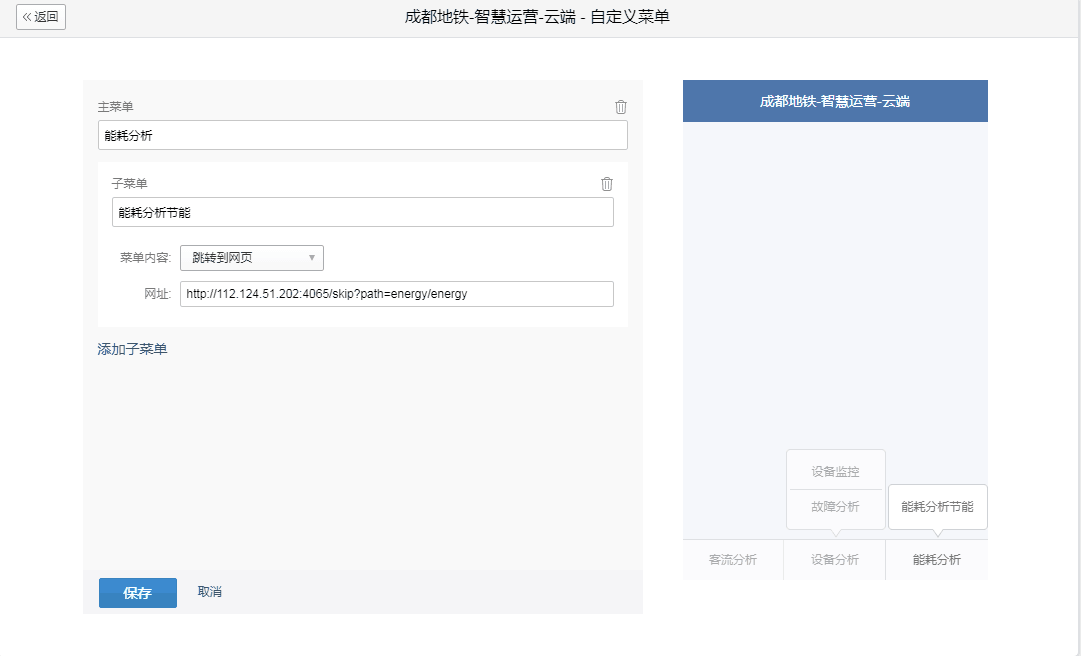 返回
成都地铁-智慧运营-云端 - 自定义菜单
主菜单
能耗分析
子菜单
能耗分析节能
菜单内容:
跳转到网页
网址:
http://112.124.51.202:4065/skip?path=energy/energy
添加子菜单
保存
取消
成都地铁-智慧运营-云端
设备监控
故障分析
能耗分析节能
客流分析
设备分析
能耗分析